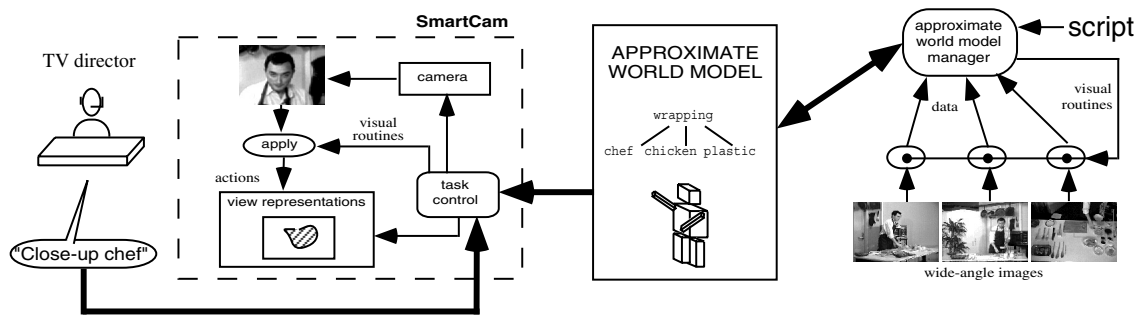 TV director
"Close-up chef"
SmartCam
camera
visual
routines
apply
actions
view representations
task
control
APPROXIMATE
WORLD MODEL
wrapping
chef chicken plastic
approximate
world model
manager
script
visual
routines
data
wide-angle images